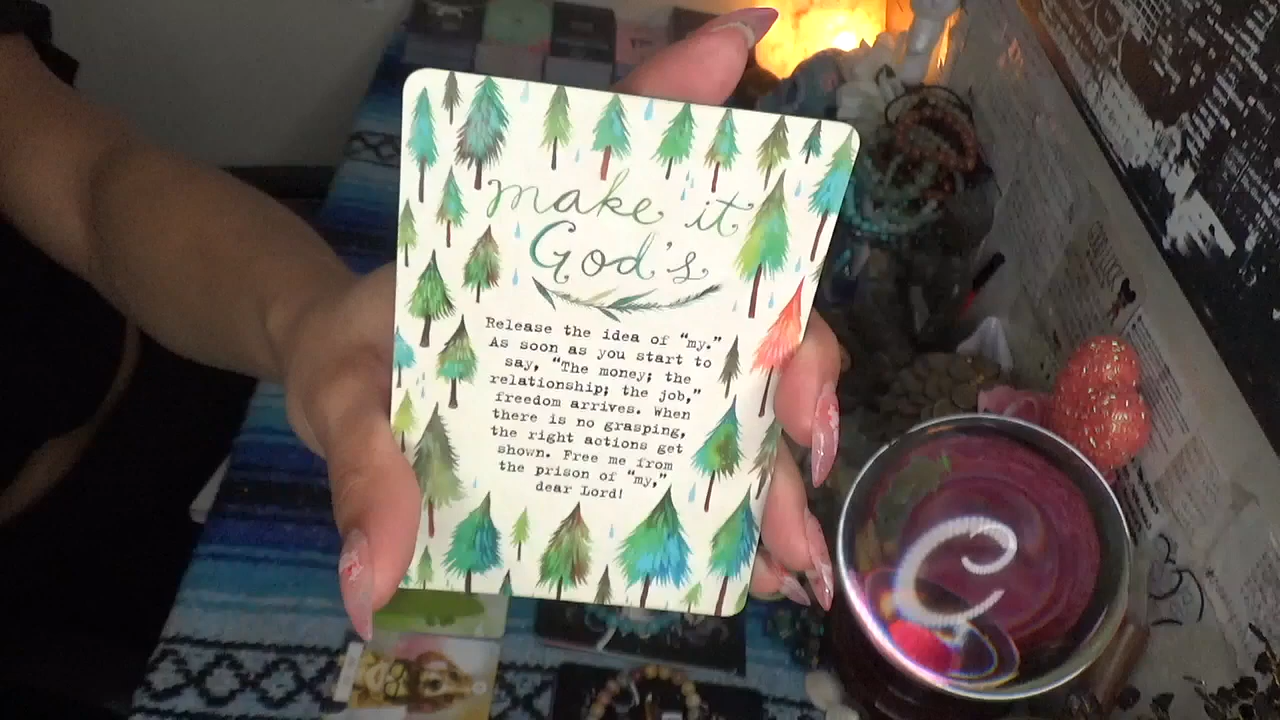 make it
God's
Release the idea of "my."
As soon as you start to
say, "The money; the
relationship; the job,"
freedom arrives. When
there is no grasping,
the right actions get
shown. Free me from
the prison of "my,"
dear Lord!
C